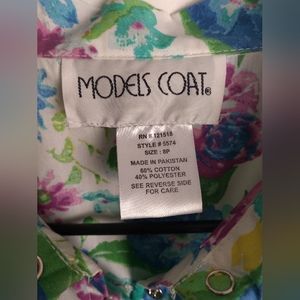 MODELS COAT®
RN # 121518
STYLE # 5574
SIZE : 8P
MADE IN PAKISTAN
60% COTTON
40% POLYESTER
SEE REVERSE SIDE
FOR CARE